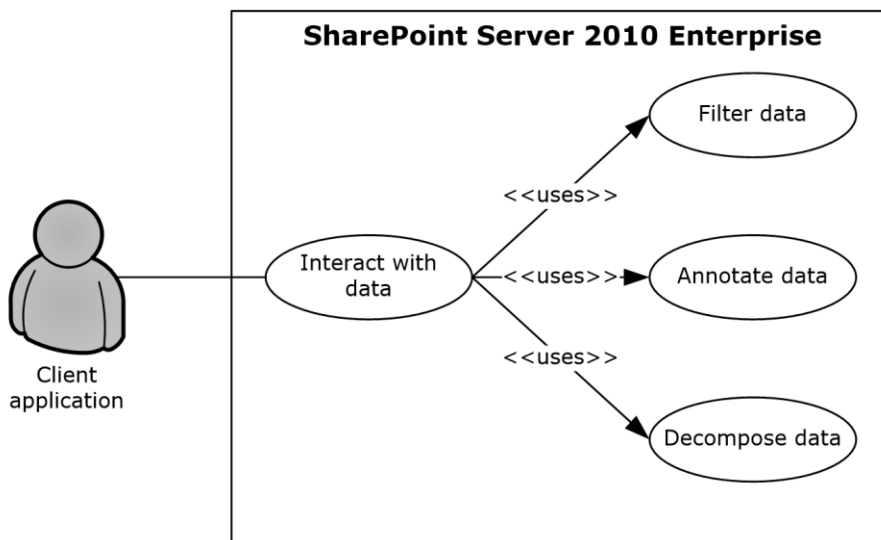 SharePoint Server 2010 Enterprise
Filter data
<<uses>>
Interact with
data
<<uses>>
Annotate data
<<uses>>
Decompose data
Client
application